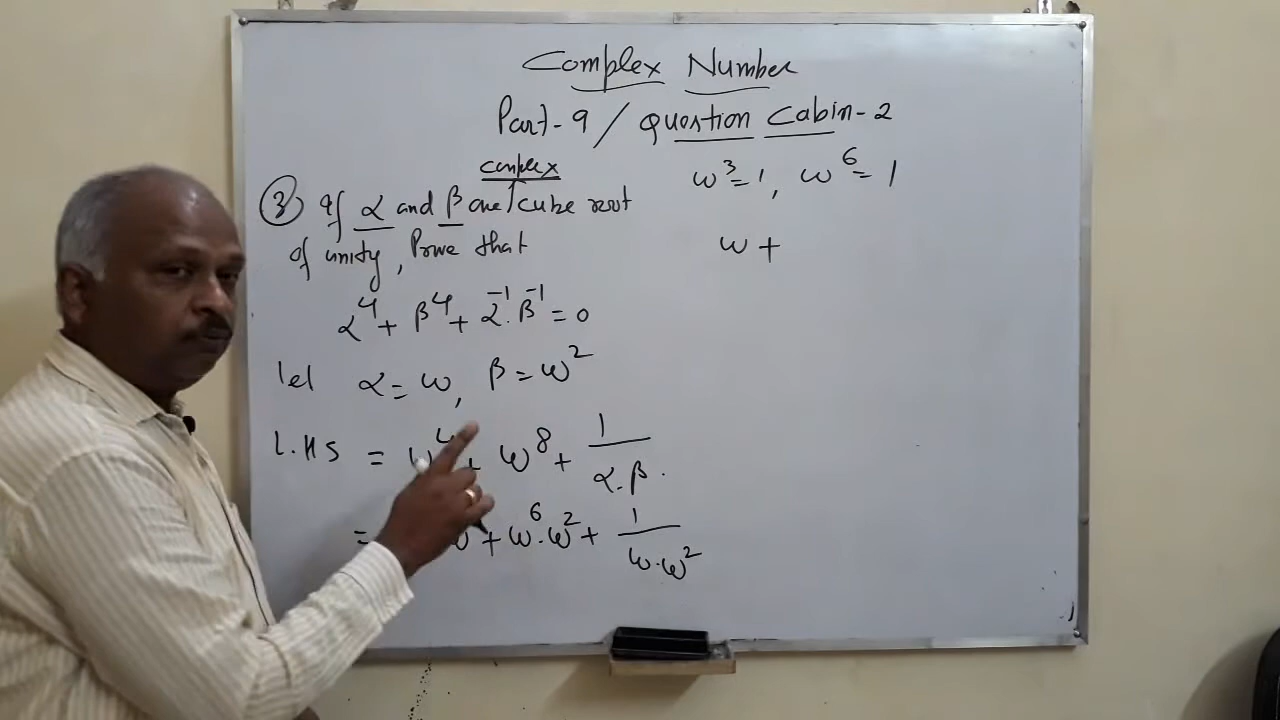 Complex Number
Part-9 / Question Cabin-2
complex
③ If α and β are cube root
of unity, Prove that
α⁴ + β⁴ + α⁻¹. β⁻¹ = 0
let α = ω, β = ω²
L.H.S = ω⁴ + ω⁸ + 1/α.β.
= ω + ω⁶.ω² + 1/ω.ω²
ω³ = 1, ω⁶ = 1
ω +